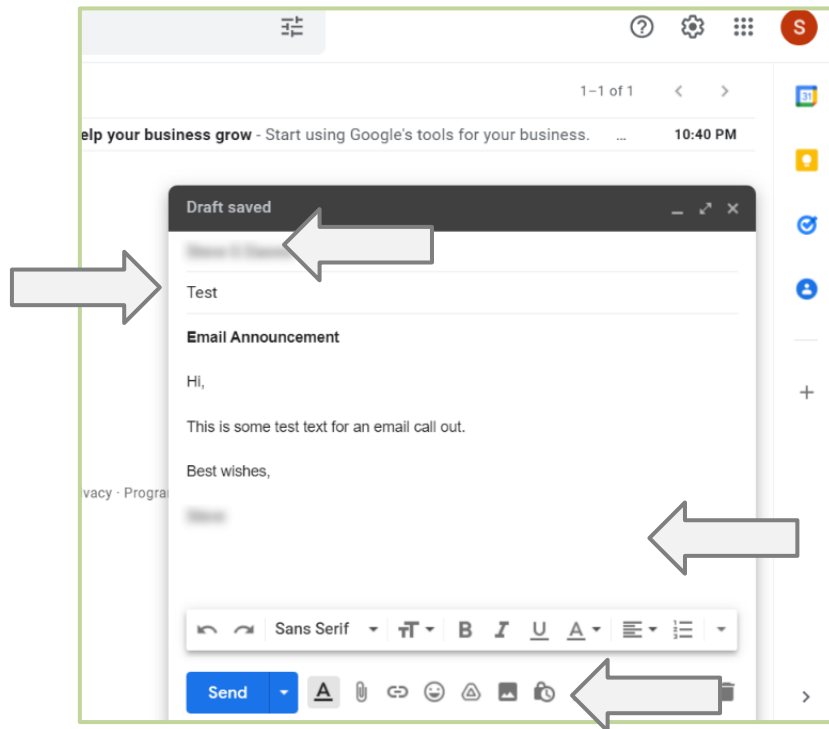 S
1–1 of 1
31
elp your business grow - Start using Google's tools for your business. ... 10:40 PM
Draft saved
Test
Email Announcement
Hi,
This is some test text for an email call out.
Best wishes,
vacy · Progra
Sans Serif
B I U A
Send
A